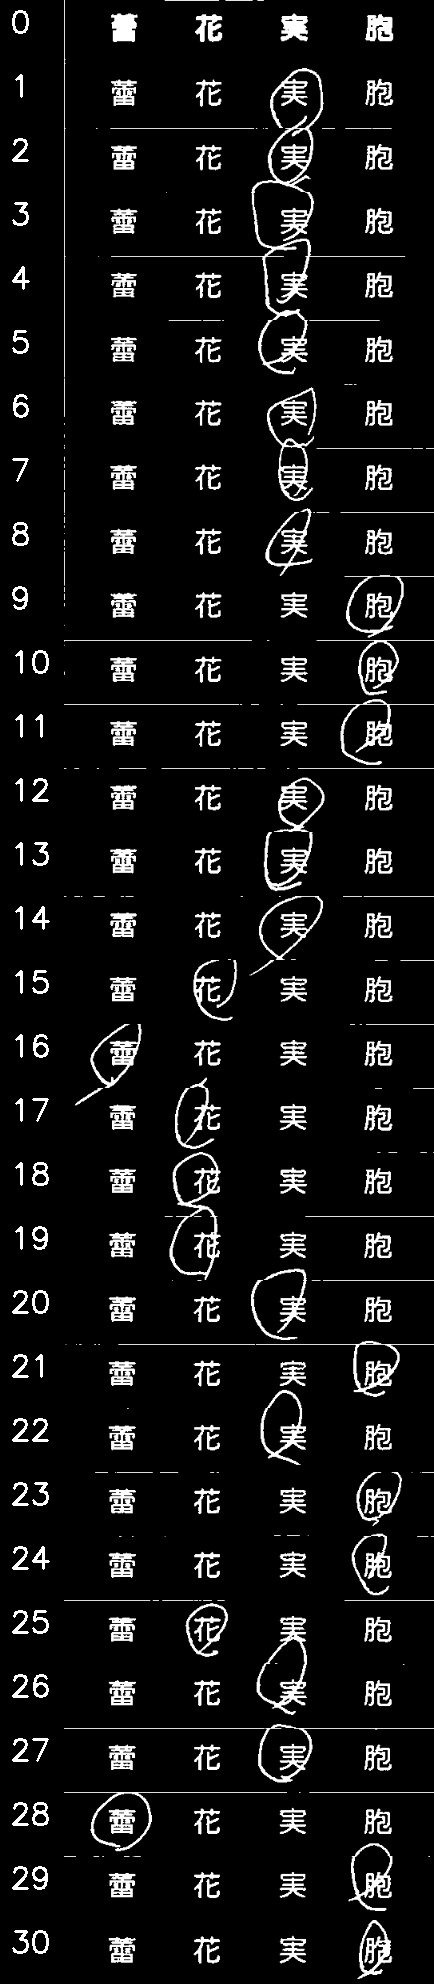 0 蕾 花 実 胞
1 蕾 花 実 胞
2 蕾 花 実 胞
3 蕾 花 実 胞
4 蕾 花 実 胞
5 蕾 花 実 胞
6 蕾 花 実 胞
7 蕾 花 実 胞
8 蕾 花 実 胞
9 蕾 花 実 胞
10 蕾 花 実 胞
11 蕾 花 実 胞
12 蕾 花 実 胞
13 蕾 花 実 胞
14 蕾 花 実 胞
15 蕾 花 実 胞
16 蕾 花 実 胞
17 蕾 花 実 胞
18 蕾 花 実 胞
19 蕾 花 実 胞
20 蕾 花 実 胞
21 蕾 花 実 胞
22 蕾 花 実 胞
23 蕾 花 実 胞
24 蕾 花 実 胞
25 蕾 花 実 胞
26 蕾 花 実 胞
27 蕾 花 実 胞
28 蕾 花 実 胞
29 蕾 花 実 胞
30 蕾 花 実 胞